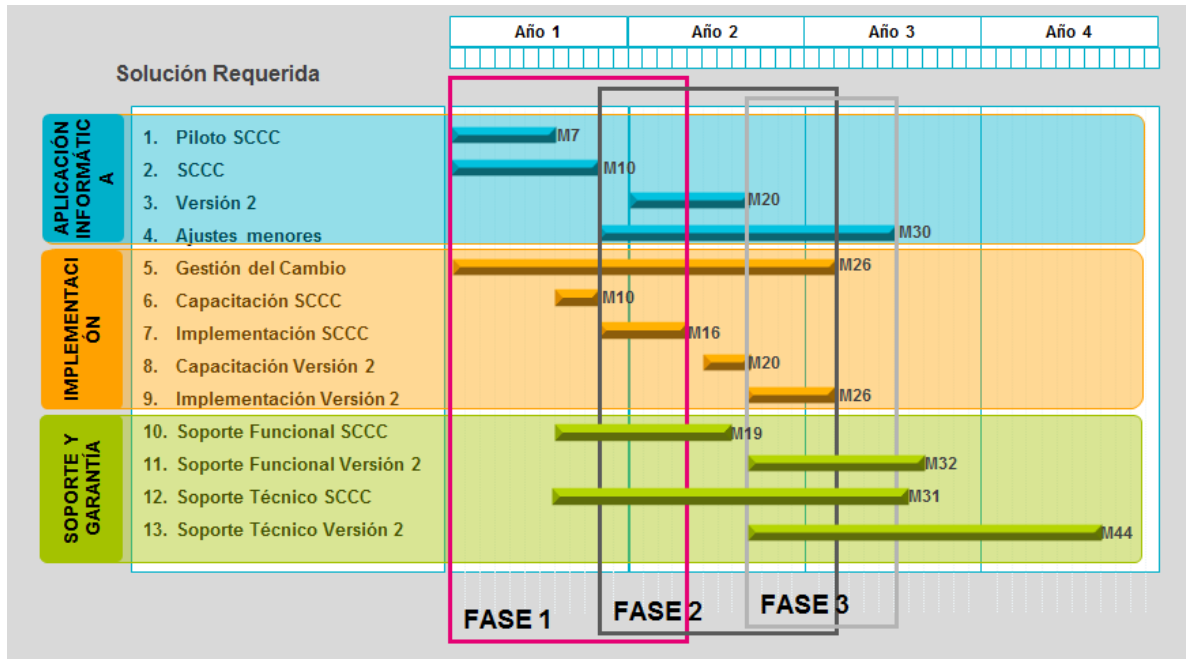 Año 1 Año 2 Año 3 Año 4
Solución Requerida
APLICACIÓN
INFORMÁTIC
A
1. Piloto SCCC M7
2. SCCC M10
3. Versión 2 M20
4. Ajustes menores M30
IMPLEMENTACI
ÓN
5. Gestión del Cambio M26
6. Capacitación SCCC M10
7. Implementación SCCC M16
8. Capacitación Versión 2 M20
9. Implementación Versión 2 M26
SOPORTE Y
GARANTÍA
10. Soporte Funcional SCCC M19
11. Soporte Funcional Versión 2 M32
12. Soporte Técnico SCCC M31
13. Soporte Técnico Versión 2 M44
FASE 1 FASE 2 FASE 3